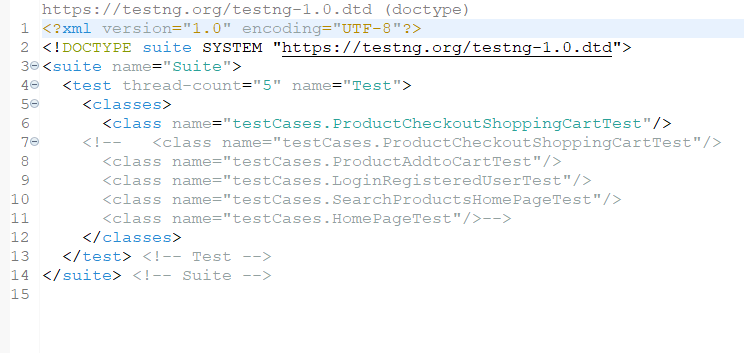 https://testng.org/testng-1.0.dtd (doctype)
1 <?xml version="1.0" encoding="UTF-8"?>
2 <!DOCTYPE suite SYSTEM "https://testng.org/testng-1.0.dtd">
3 <suite name="Suite">
4   <test thread-count="5" name="Test">
5     <classes>
6       <class name="testCases.ProductCheckoutShoppingCartTest"/>
7     <!--   <class name="testCases.ProductCheckoutShoppingCartTest"/>
8       <class name="testCases.ProductAddtoCartTest"/>
9       <class name="testCases.LoginRegisteredUserTest"/>
10       <class name="testCases.SearchProductsHomePageTest"/>
11       <class name="testCases.HomePageTest"/>-->
12     </classes>
13   </test> <!-- Test -->
14 </suite> <!-- Suite -->
15